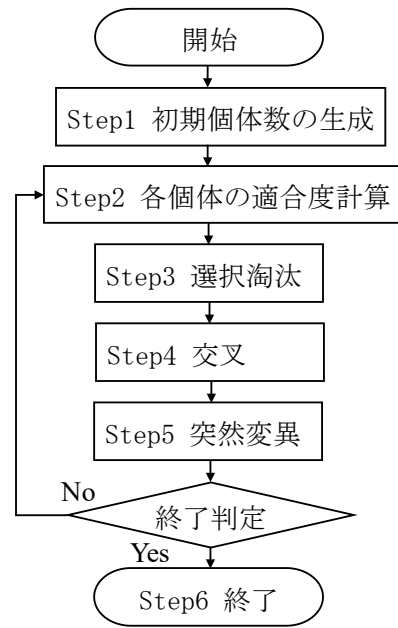 開始
Step1 初期個体数の生成
Step2 各個体の適合度計算
Step3 選択淘汰
Step4 交叉
Step5 突然変異
No
終了判定
Yes
Step6 終了